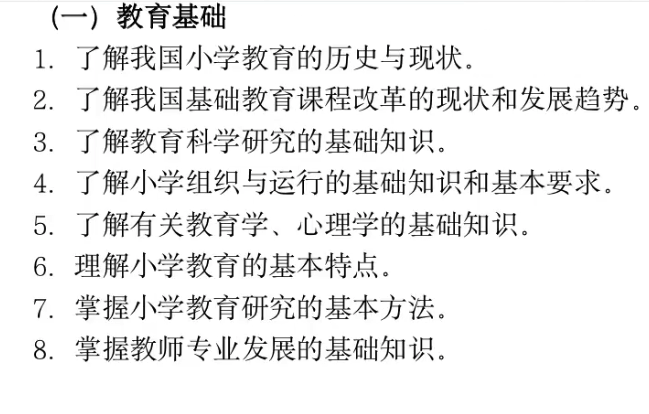 （一）教育基础
1. 了解我国小学教育的历史与现状。
2. 了解我国基础教育课程改革的现状和发展趋势。
3. 了解教育科学研究的基础知识。
4. 了解小学组织与运行的基础知识和基本要求。
5. 了解有关教育学、心理学的基础知识。
6. 理解小学教育的基本特点。
7. 掌握小学教育研究的基本方法。
8. 掌握教师专业发展的基础知识。